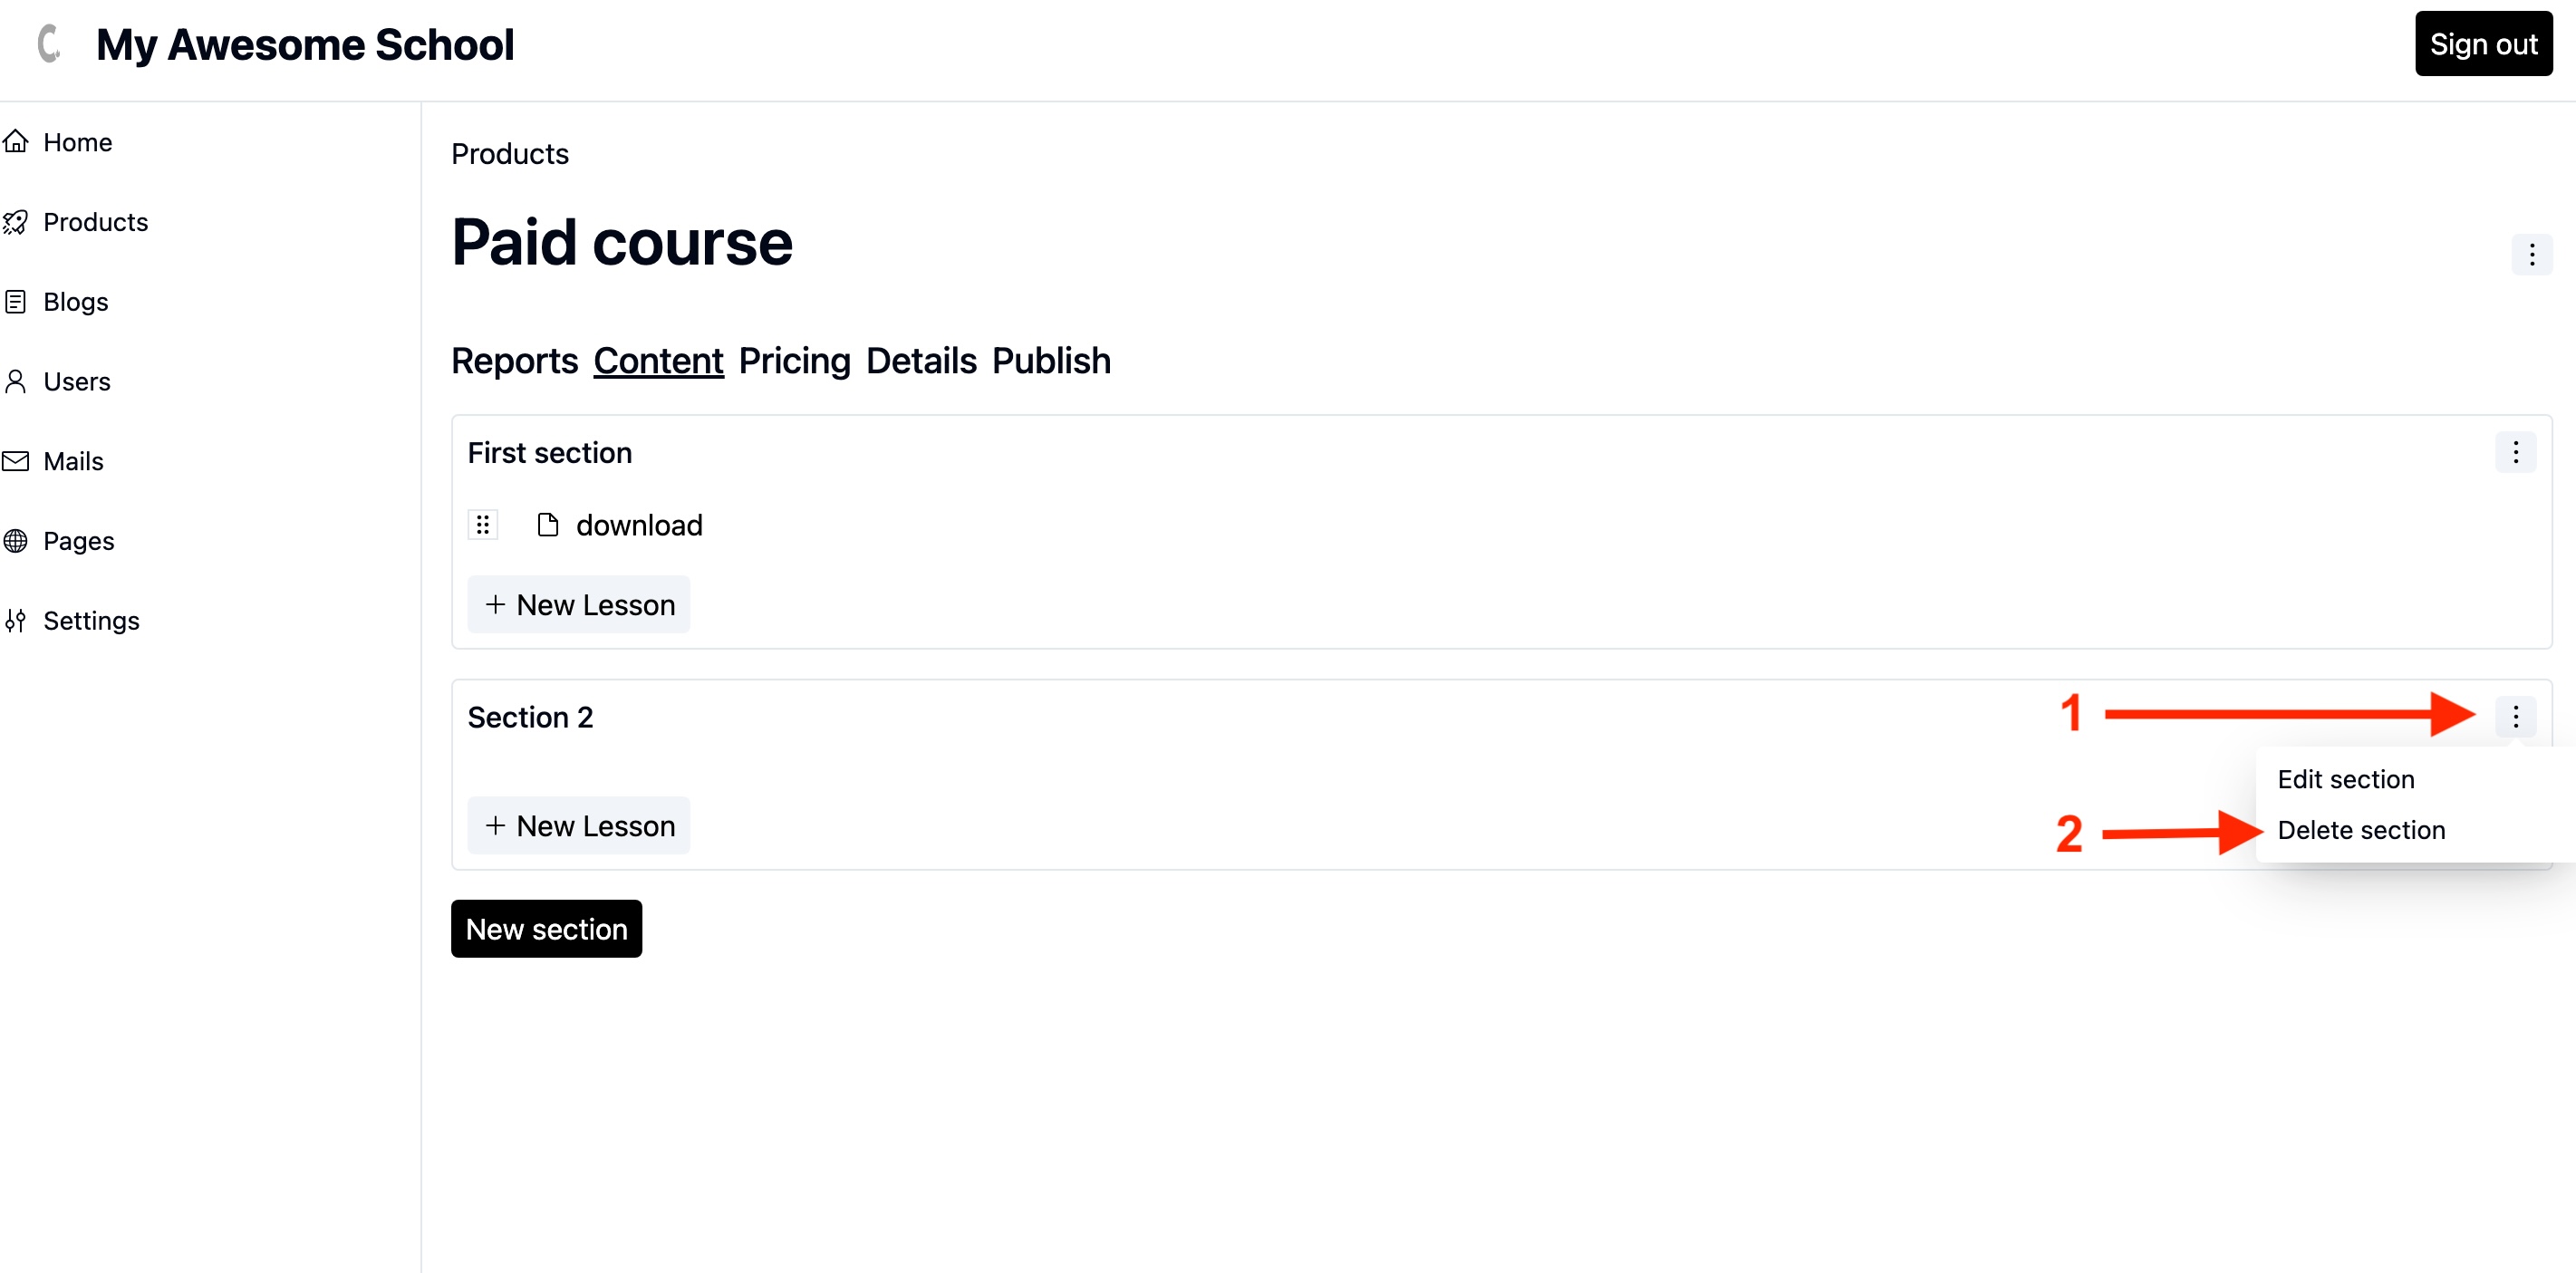 My Awesome School
Sign out
Home
Products
Blogs
Users
Mails
Pages
Settings
Products
Paid course
Reports Content Pricing Details Publish
First section
download
+ New Lesson
Section 2
1
Edit section
2
Delete section
+ New Lesson
New section